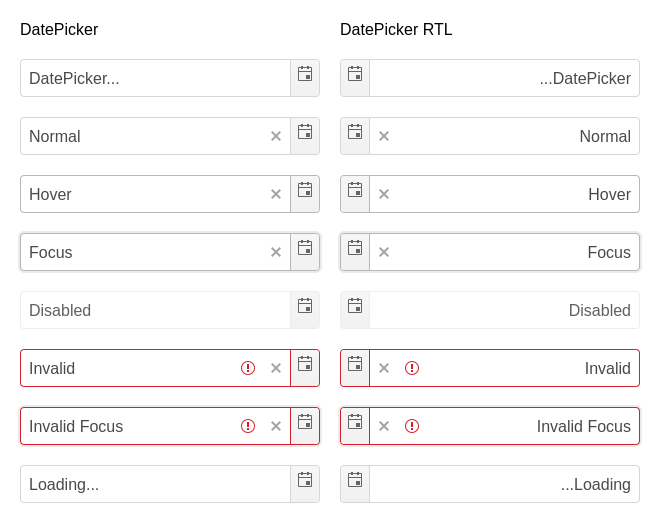 DatePicker
DatePicker RTL
DatePicker...
...DatePicker
Normal
Normal
Hover
Hover
Focus
Focus
Disabled
Disabled
Invalid
Invalid
Invalid Focus
Invalid Focus
Loading...
...Loading